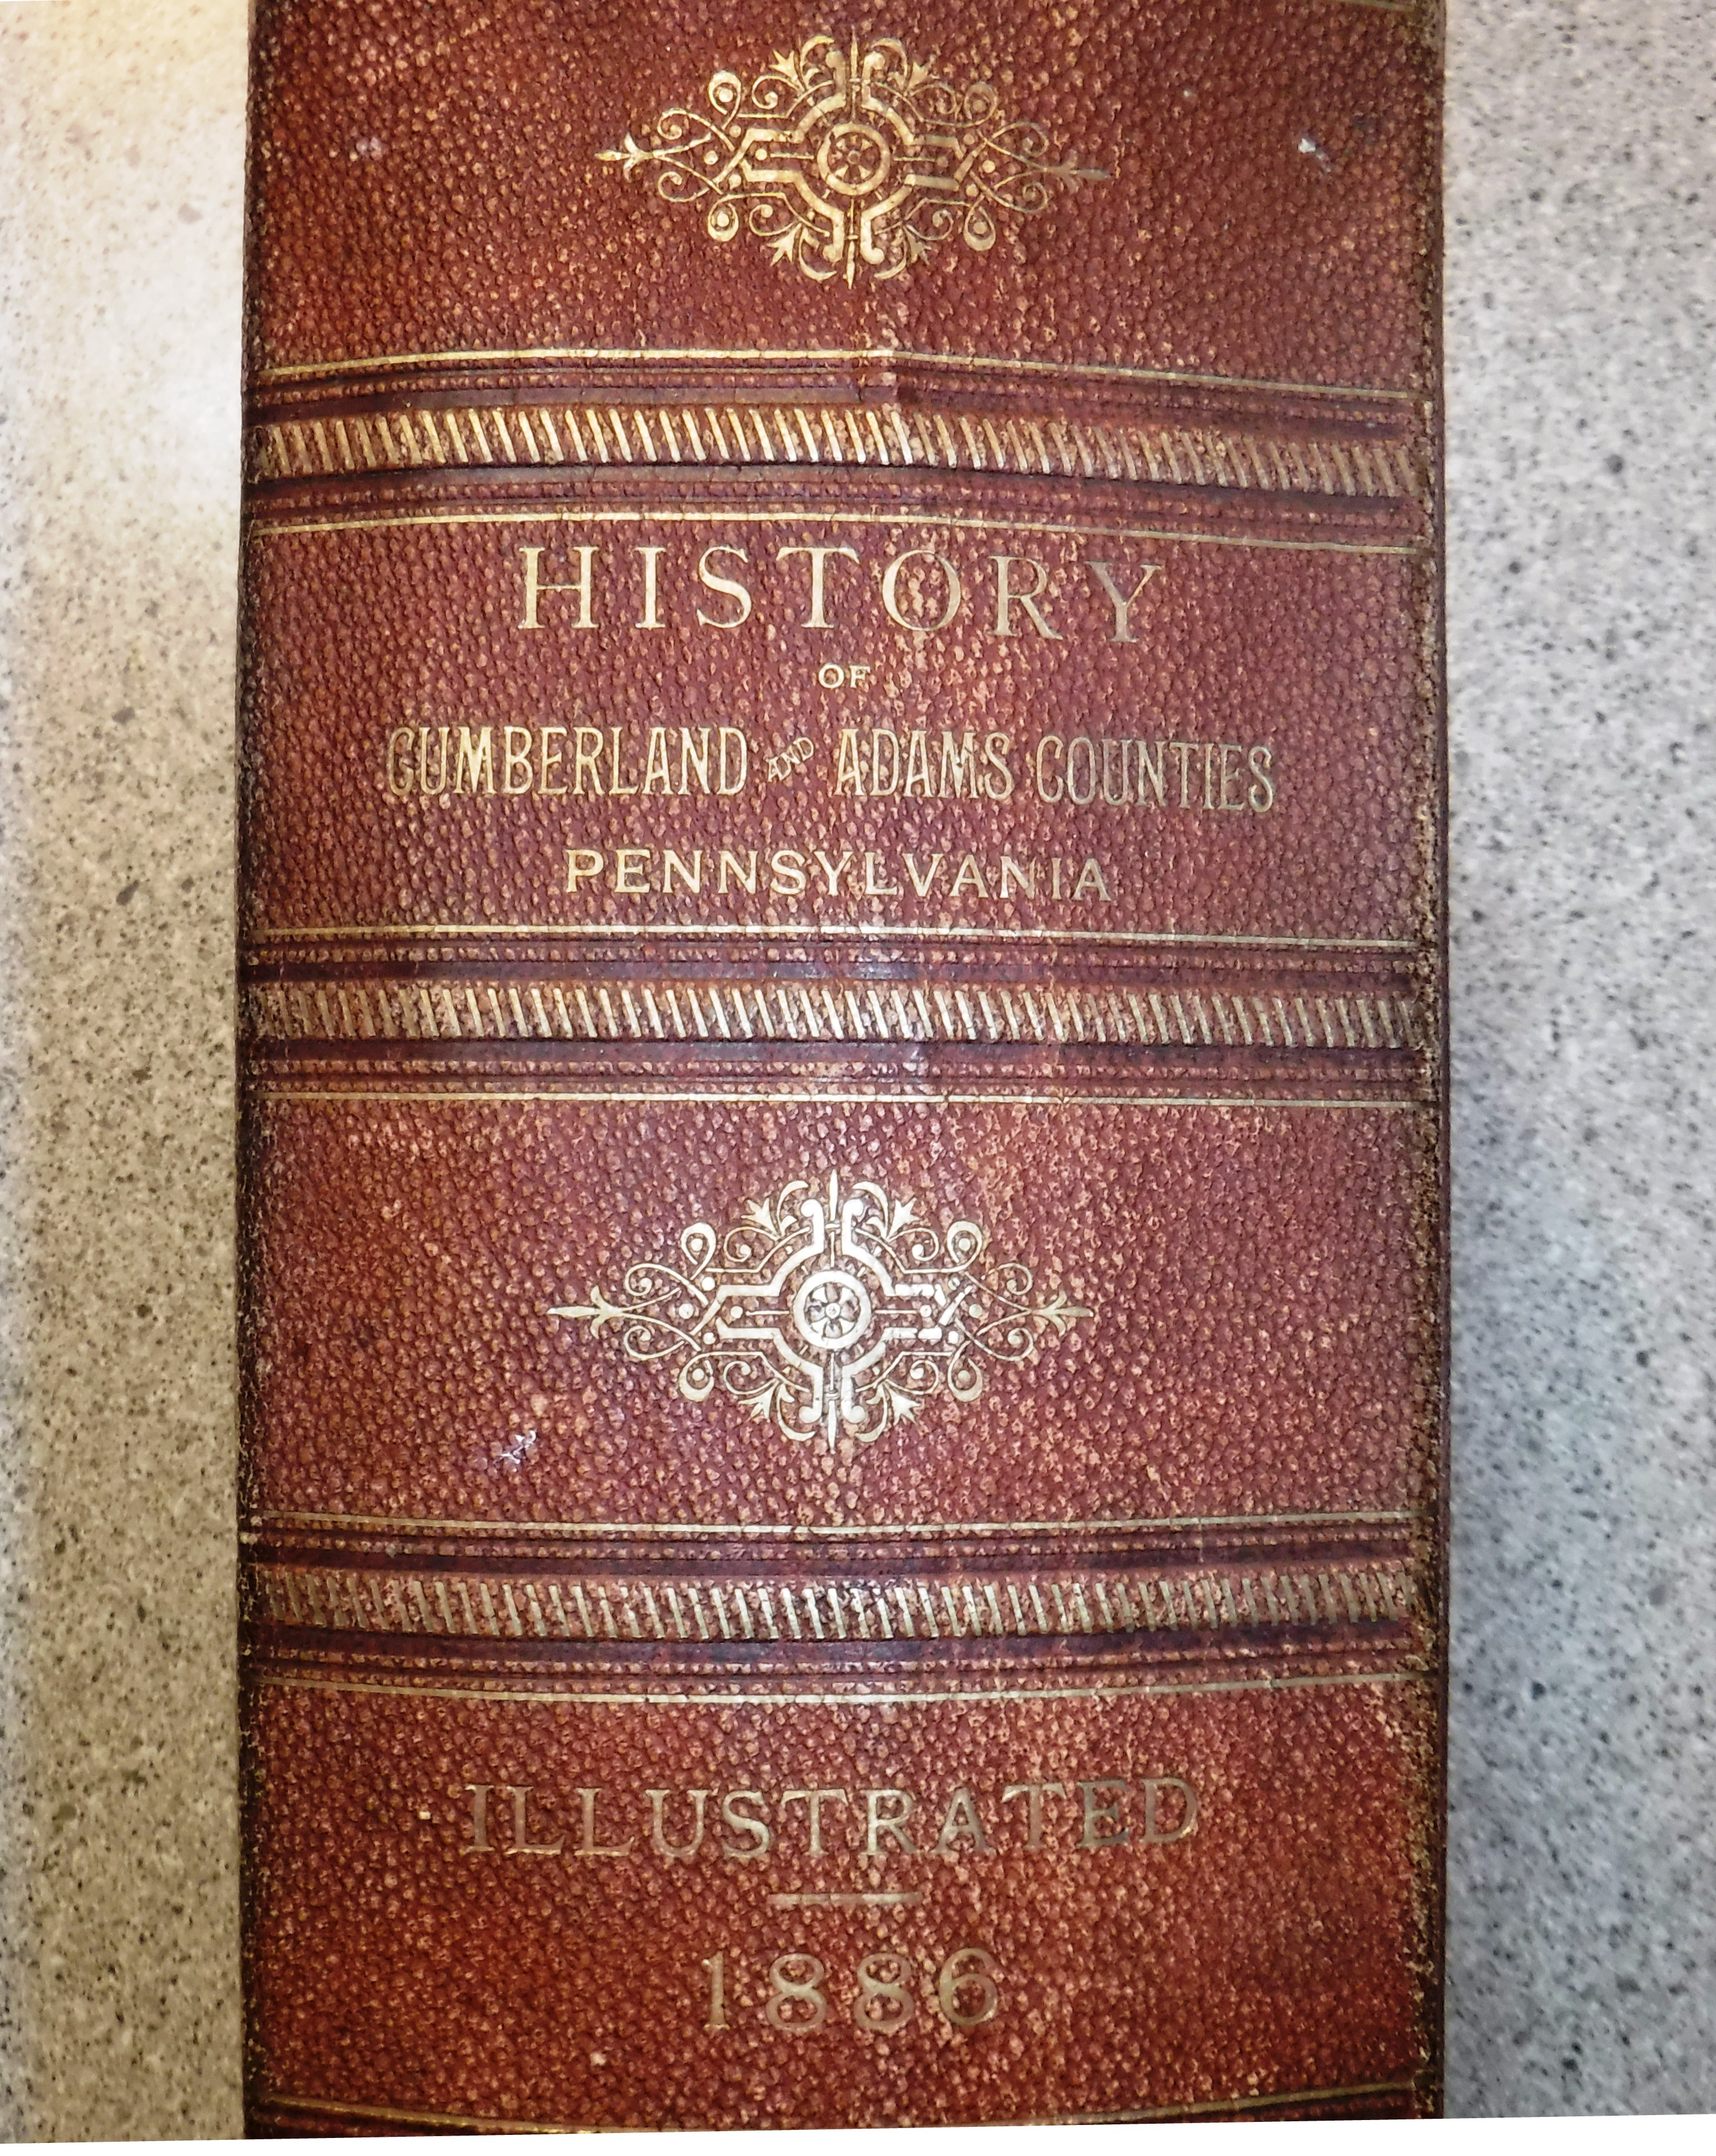 HISTORY
OF
CUMBERLAND AND ADAMS COUNTIES
PENNSYLVANIA
ILLUSTRATED
1886